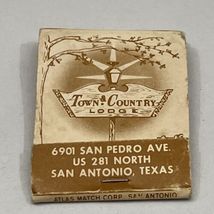 Town & Country
LODGE
6901 SAN PEDRO AVE.
US 281 NORTH
SAN ANTONIO, TEXAS
ATLAS MATCH CORP. SAN ANTONIO